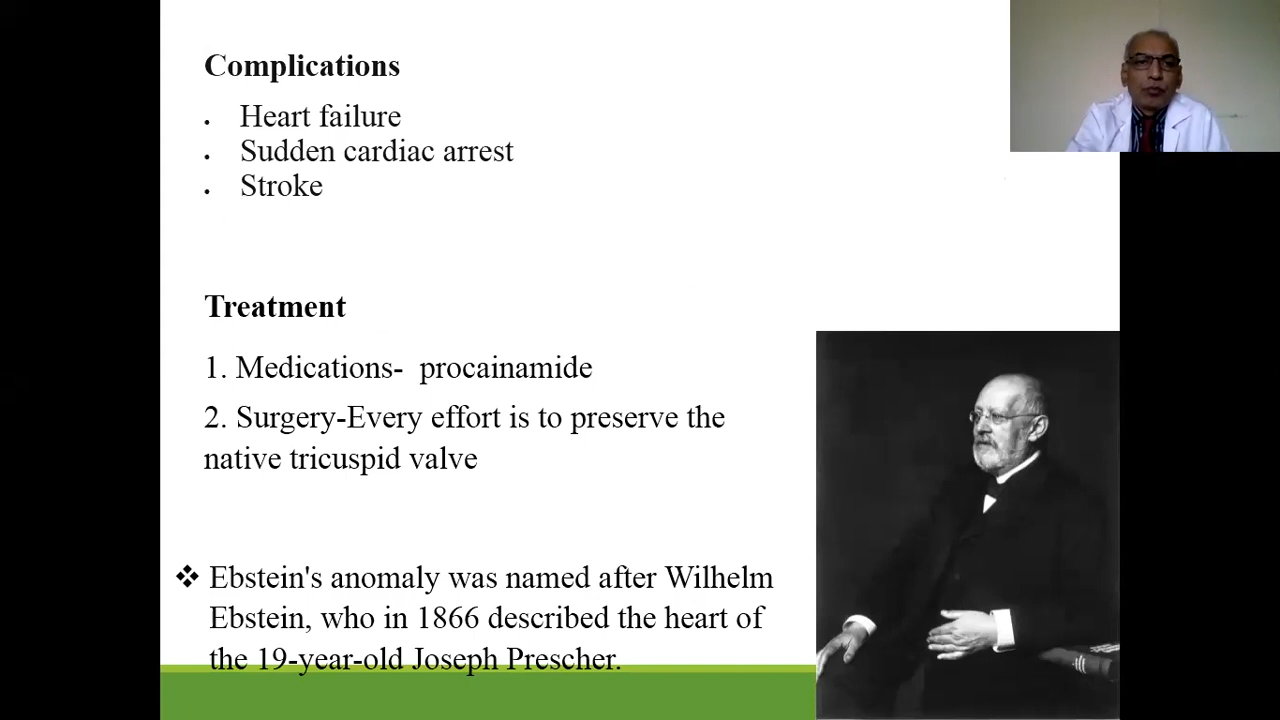 Complications
• Heart failure
• Sudden cardiac arrest
• Stroke
Treatment
1. Medications-  procainamide
2. Surgery-Every effort is to preserve the
native tricuspid valve
❖ Ebstein's anomaly was named after Wilhelm
Ebstein, who in 1866 described the heart of
the 19-year-old Joseph Prescher.